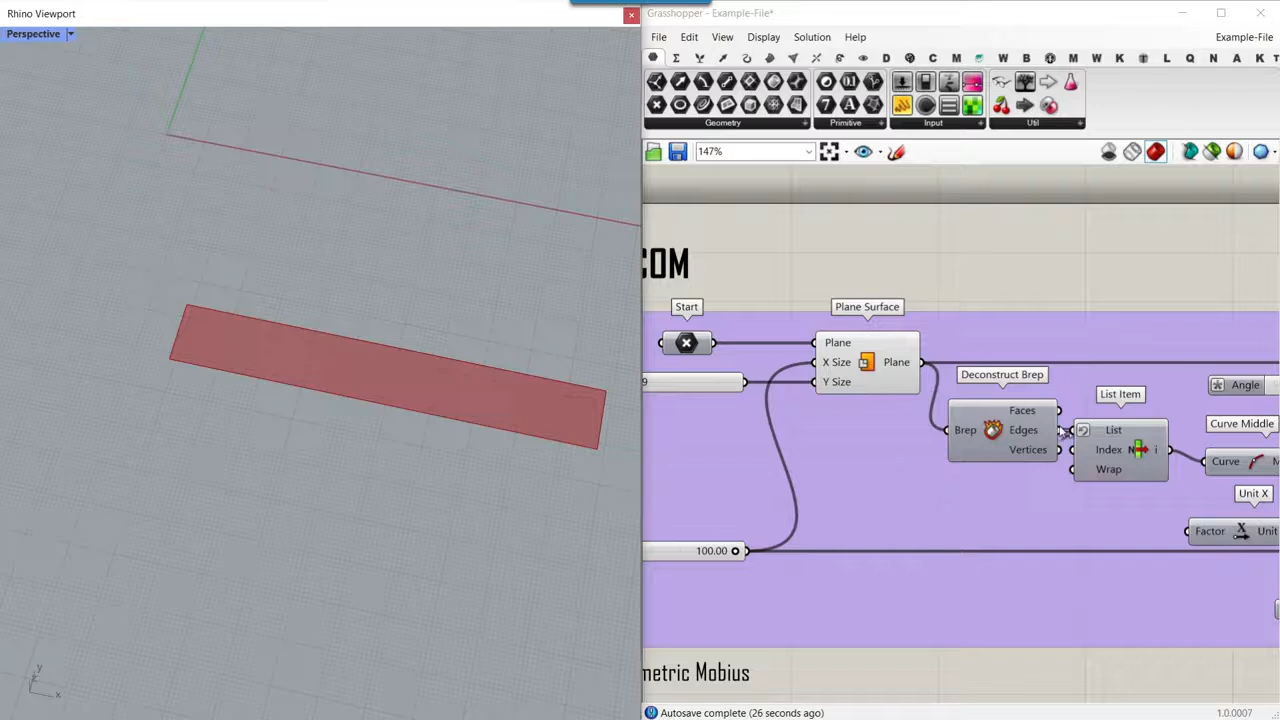 Rhino Viewport
Perspective
y
x
Grasshopper - Example-File*
File Edit View Display Solution Help
Example-File
D C M W B M W K L Q N A K T
Geometry
Primitive
Input
Util
147%
COM
Start
Plane Surface
Plane
X Size
Y Size
Plane
9
Deconstruct Brep
Brep
Faces
Edges
Vertices
List Item
List
Index
Wrap
N
i
Angle
Curve Middle
Curve
M
Unit X
Factor
X
Unit
100.00
metric Mobius
Autosave complete (26 seconds ago)
1.0.0007